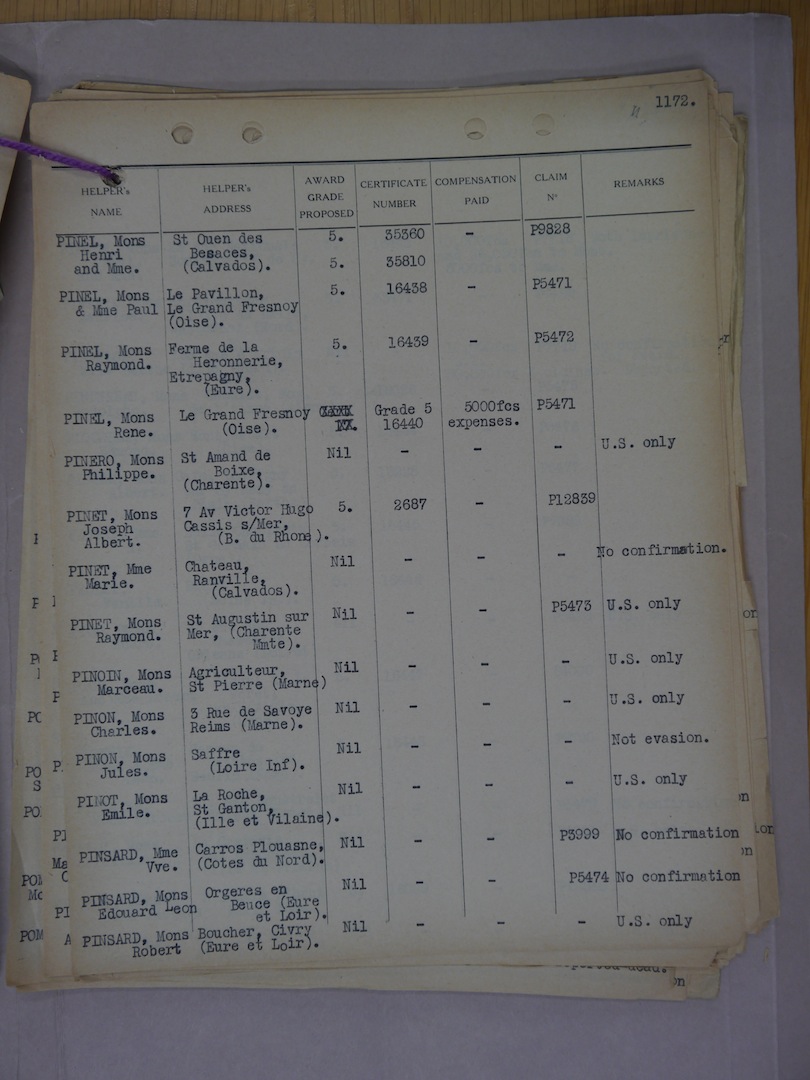 1172.
HELPER's NAME HELPER's ADDRESS AWARD GRADE PROPOSED CERTIFICATE NUMBER COMPENSATION PAID CLAIM Nº REMARKS
PINEL, Mons St Ouen des 5. 35360 - P9828
Henri Besaces, 5. 35810
and Mme. (Calvados).
PINEL, Mons Le Pavillon, 5. 16438 - P5471
& Mme Paul Le Grand Fresnoy
(Oise).
PINEL, Mons Ferme de la 5. 16439 - P5472
Raymond. Heronnerie,
Etrepagny,
(Eure).
PINEL, Mons Le Grand Fresnoy Grade 5 5000fcs P5471
Rene. (Oise). 16440 expenses.
PINERO, Mons St Amand de Nil - - - U.S. only
Philippe. Boixe,
(Charente).
PINET, Mons 7 Av Victor Hugo 5. 2687 - P12839
Joseph Cassis s/Mer,
Albert. (B. du Rhone ).
PINET, Mme Chateau, Nil - - - No confirmation.
Marie. Ranville,
(Calvados).
PINET, Mons St Augustin sur Nil - - P5473 U.S. only
Raymond. Mer, (Charente
Mmte).
PINOIN, Mons Agriculteur, Nil - - - U.S. only
Marceau. St Pierre (Marne)
PINON, Mons 3 Rue de Savoye Nil - - - U.S. only
Charles. Reims (Marne).
PINON, Mons Saffre Nil - - - Not evasion.
Jules. (Loire Inf).
PINOT, Mons La Roche, Nil - - - U.S. only
Emile. St Ganton,
(Ille et Vilaine).
PINSARD, Mme Carros Plouasne, Nil - - P3999 No confirmation
Vve. (Cotes du Nord).
PINSARD, Mons Orgeres en Nil - - P5474 No confirmation
Edouard Leon Beuce (Eure
et Loir).
PINSARD, Mons Boucher, Civry Nil - - - U.S. only
Robert (Eure et Loir).